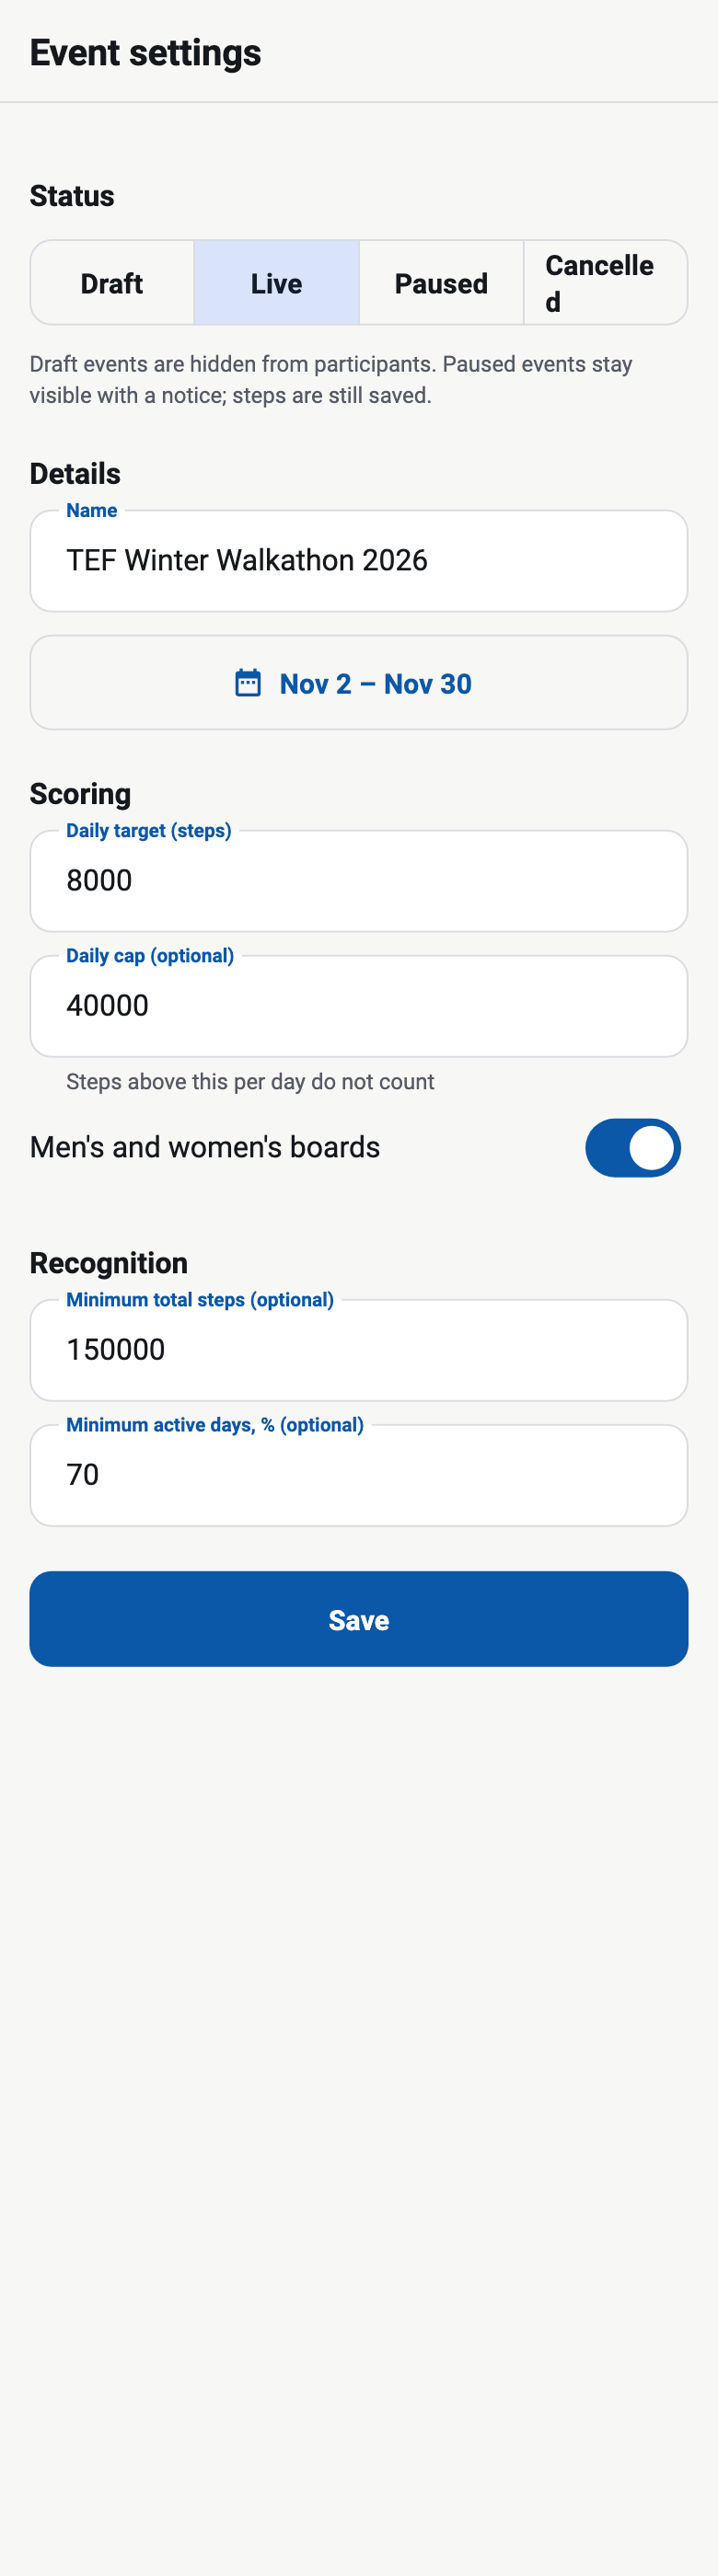 Event settings
Status
Draft
Live
Paused
Cancelle
d
Draft events are hidden from participants. Paused events stay
visible with a notice; steps are still saved.
Details
Name
TEF Winter Walkathon 2026
Nov 2 – Nov 30
Scoring
Daily target (steps)
8000
Daily cap (optional)
40000
Steps above this per day do not count
Men's and women's boards
Recognition
Minimum total steps (optional)
150000
Minimum active days, % (optional)
70
Save